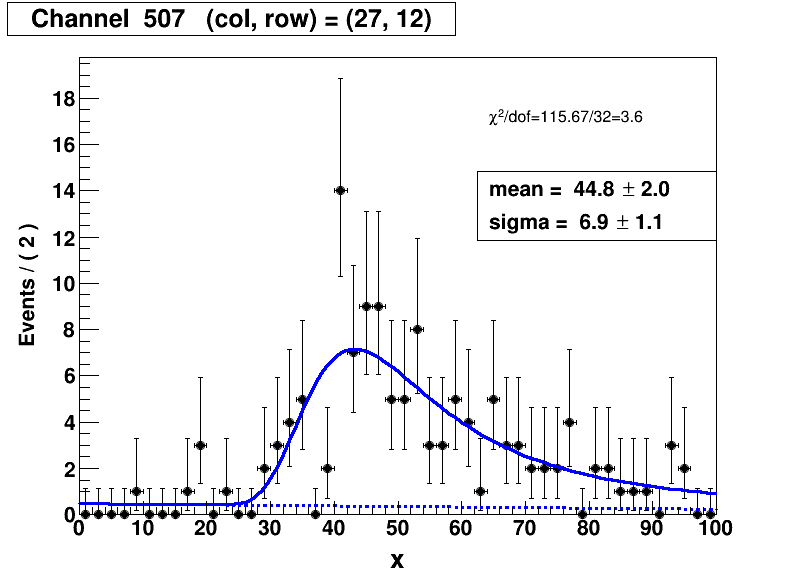 Channel 507 (col, row) = (27, 12)
χ²/dof=115.67/32=3.6
mean = 44.8 ± 2.0
sigma = 6.9 ± 1.1
Events / ( 2 )
18
16
14
12
10
8
6
4
2
0
0 10 20 30 40 50 60 70 80 90 100
x